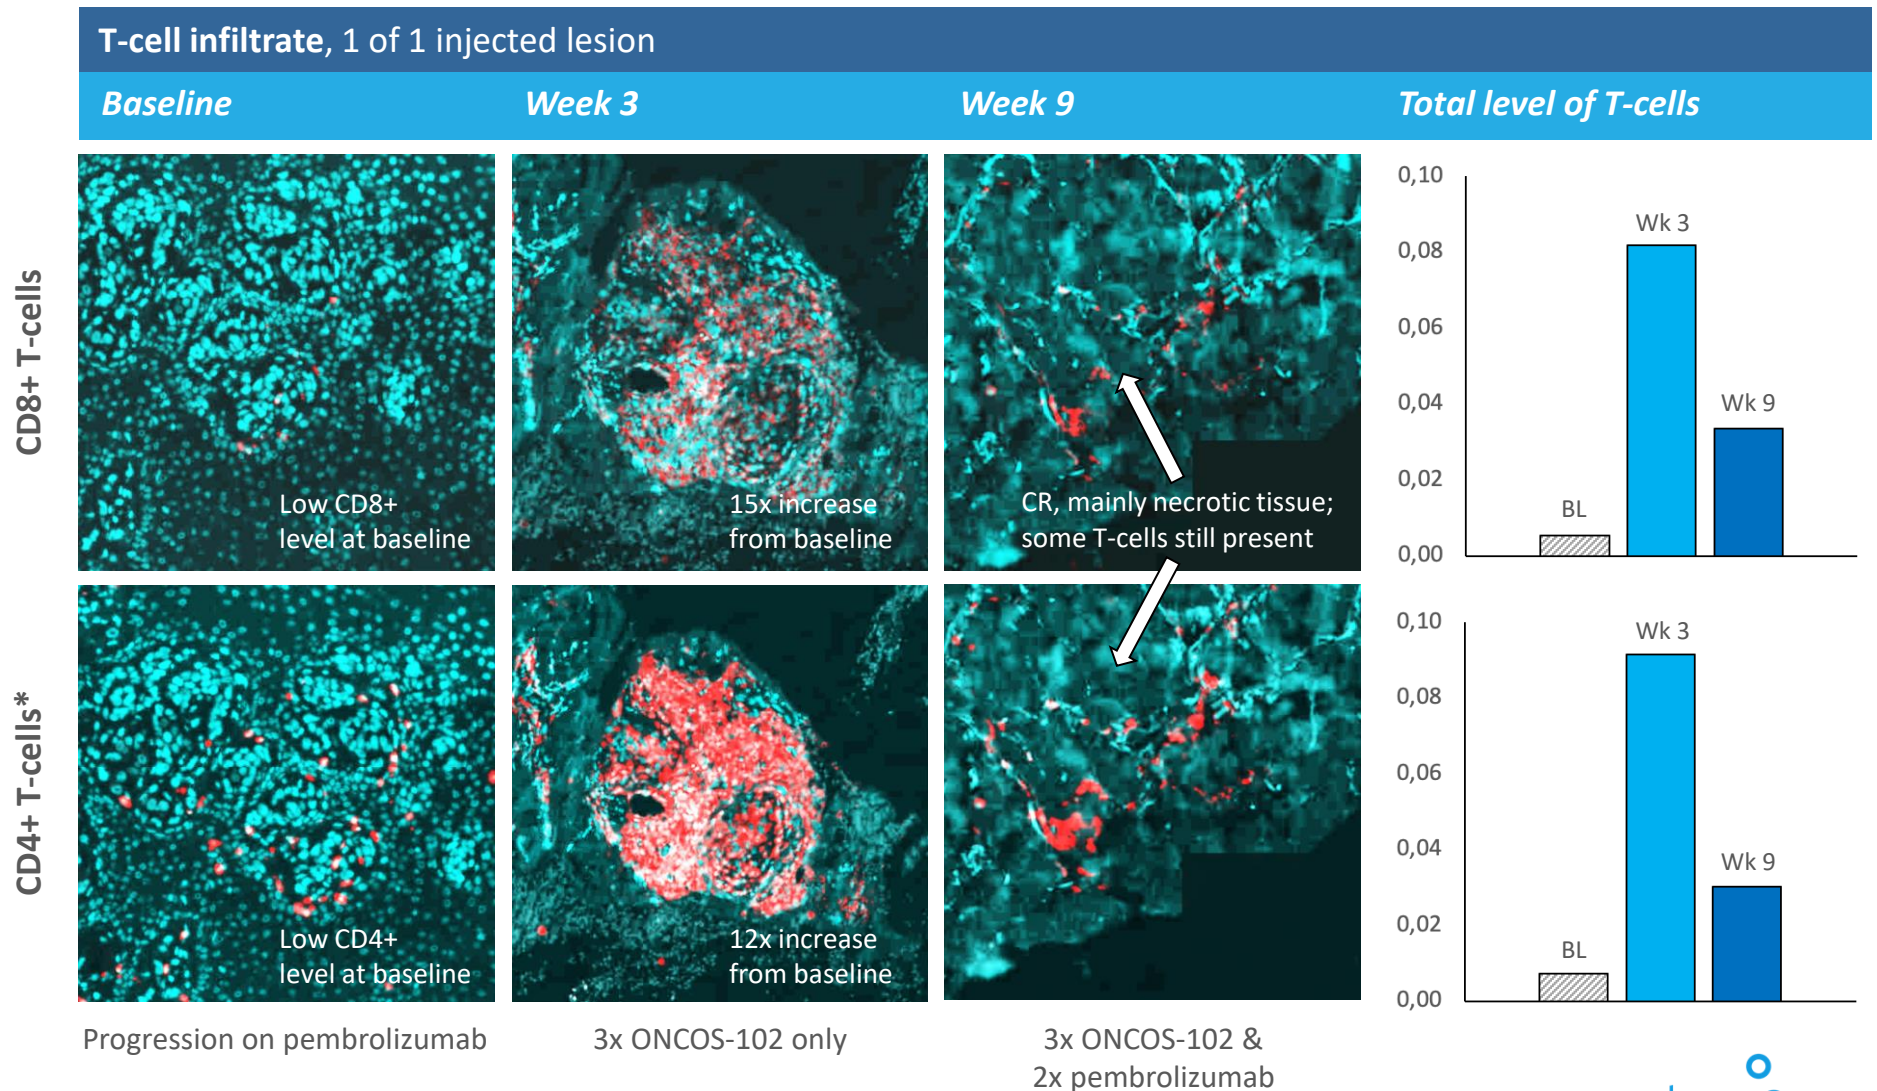 T-cell infiltrate, 1 of 1 injected lesion
Baseline
Week 3
Week 9
Total level of T-cells
CD8+ T-cells
Low CD8+
level at baseline
15x increase
from baseline
CR, mainly necrotic tissue;
some T-cells still present
0,10
0,08
0,06
0,04
0,02
0,00
BL
Wk 3
Wk 9
CD4+ T-cells*
Low CD4+
level at baseline
12x increase
from baseline
0,10
0,08
0,06
0,04
0,02
0,00
BL
Wk 3
Wk 9
Progression on pembrolizumab
3x ONCOS-102 only
3x ONCOS-102 &
2x pembrolizumab